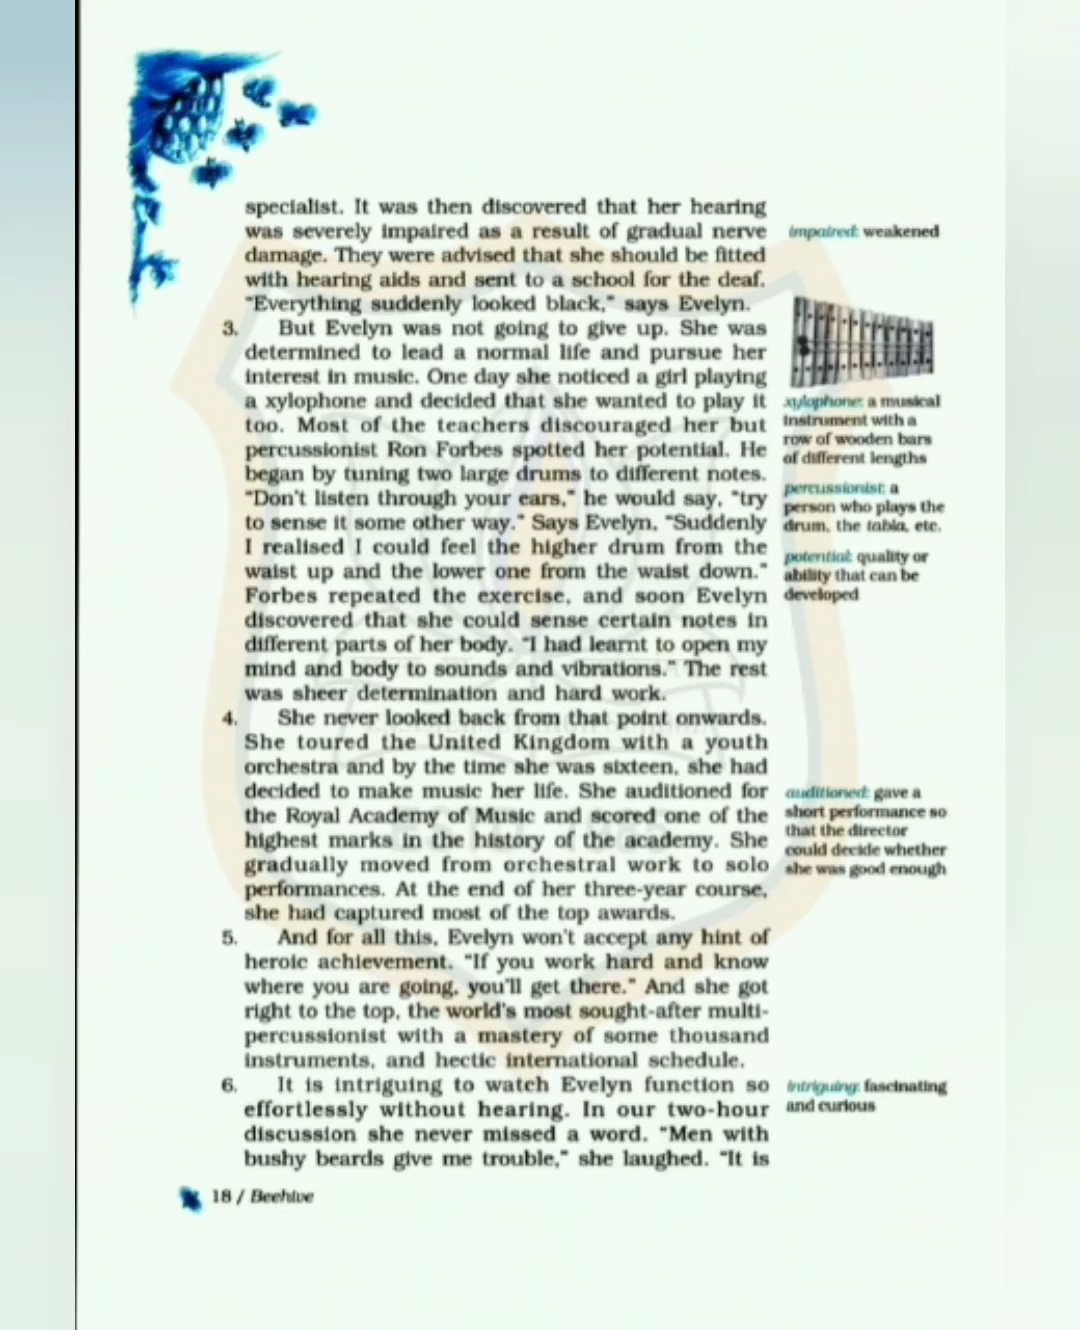 specialist. It was then discovered that her hearing
was severely impaired as a result of gradual nerve
damage. They were advised that she should be fitted
with hearing aids and sent to a school for the deaf.
"Everything suddenly looked black," says Evelyn.
3. But Evelyn was not going to give up. She was
determined to lead a normal life and pursue her
interest in music. One day she noticed a girl playing
a xylophone and decided that she wanted to play it
too. Most of the teachers discouraged her but
percussionist Ron Forbes spotted her potential. He
began by tuning two large drums to different notes.
"Don't listen through your ears," he would say, "try
to sense it some other way." Says Evelyn, "Suddenly
I realised I could feel the higher drum from the
waist up and the lower one from the waist down."
Forbes repeated the exercise, and soon Evelyn
discovered that she could sense certain notes in
different parts of her body. "I had learnt to open my
mind and body to sounds and vibrations." The rest
was sheer determination and hard work.
4. She never looked back from that point onwards.
She toured the United Kingdom with a youth
orchestra and by the time she was sixteen, she had
decided to make music her life. She auditioned for
the Royal Academy of Music and scored one of the
highest marks in the history of the academy. She
gradually moved from orchestral work to solo
performances. At the end of her three-year course,
she had captured most of the top awards.
5. And for all this, Evelyn won't accept any hint of
heroic achievement. "If you work hard and know
where you are going, you'll get there." And she got
right to the top, the world's most sought-after multi-
percussionist with a mastery of some thousand
instruments, and hectic international schedule.
6. It is intriguing to watch Evelyn function so
effortlessly without hearing. In our two-hour
discussion she never missed a word. "Men with
bushy beards give me trouble," she laughed. "It is
impaired: weakened
xylophone: a musical
instrument with a
row of wooden bars
of different lengths
percussionist: a
person who plays the
drum, the tabla, etc.
potential: quality or
ability that can be
developed
auditioned: gave a
short performance so
that the director
could decide whether
she was good enough
intriguing: fascinating
and curious
18 / Beehive